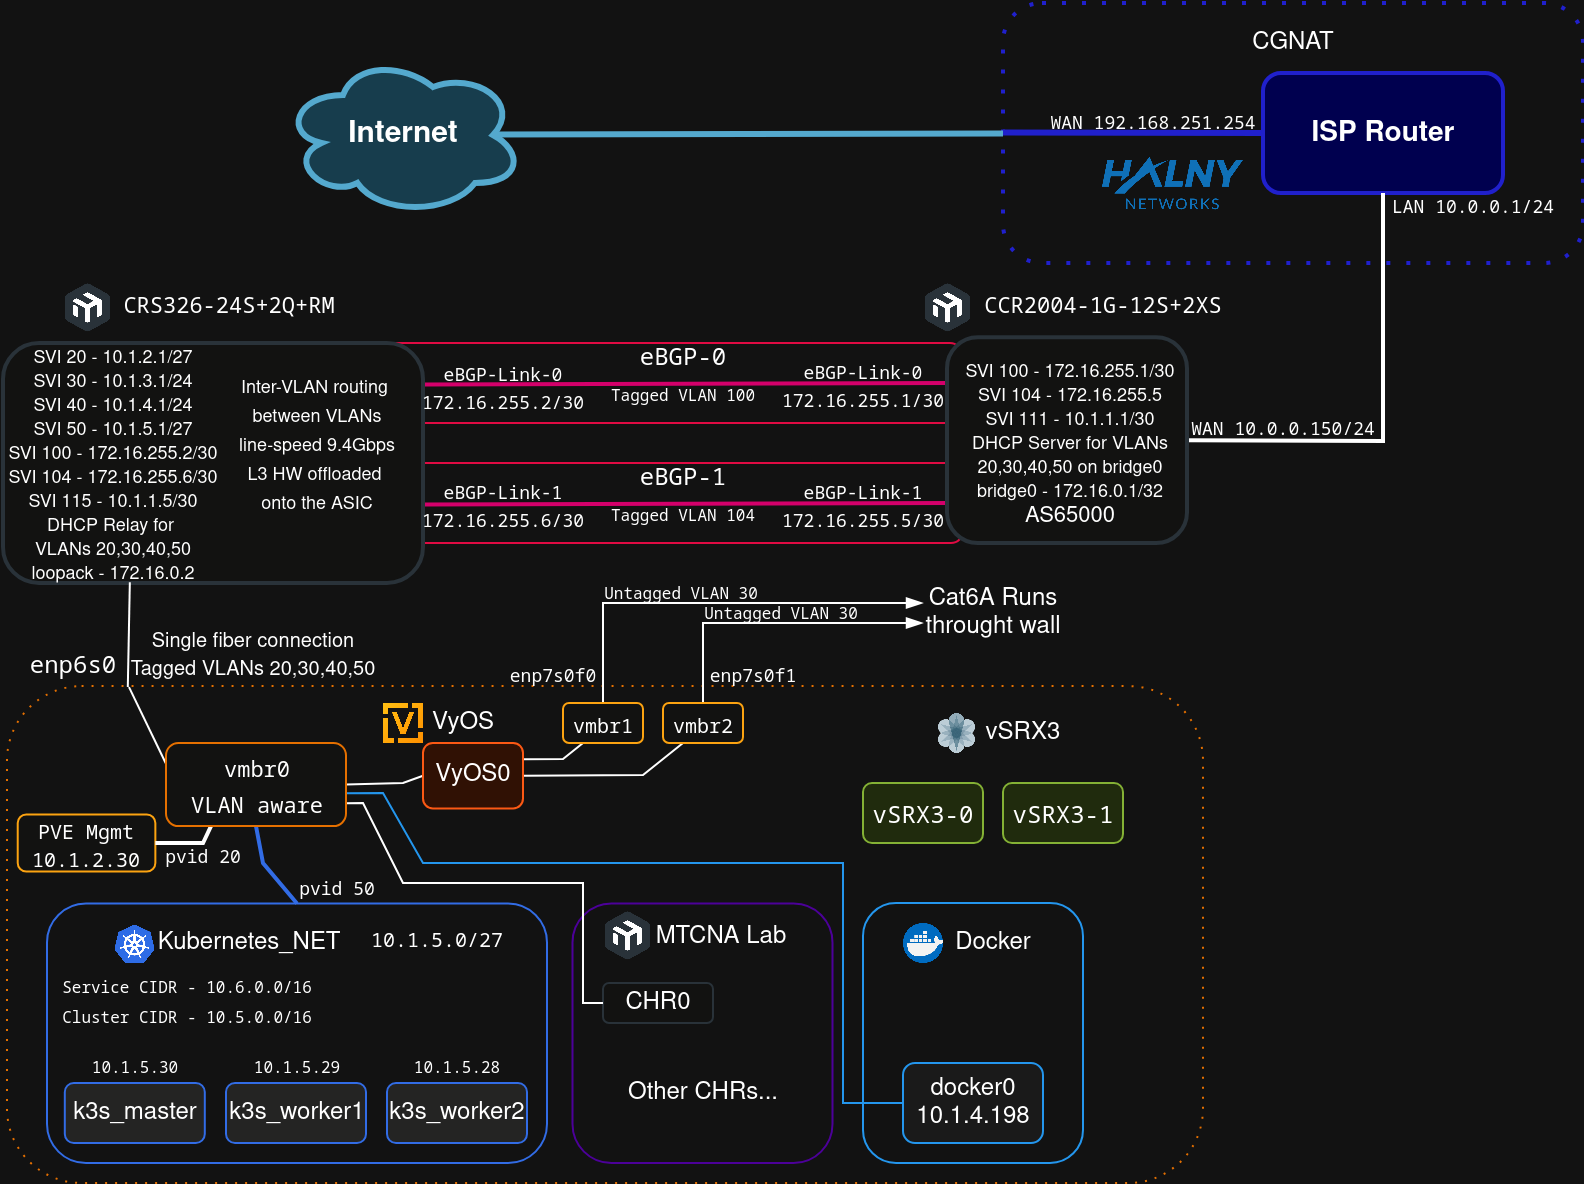 CGNAT
Internet
WAN 192.168.251.254
ISP Router
HALNY
NETWORKS
LAN 10.0.0.1/24
CRS326-24S+2Q+RM
CCR2004-1G-12S+2XS
SVI 20 - 10.1.2.1/27
SVI 30 - 10.1.3.1/24
SVI 40 - 10.1.4.1/24
SVI 50 - 10.1.5.1/27
SVI 100 - 172.16.255.2/30
SVI 104 - 172.16.255.6/30
SVI 115 - 10.1.1.5/30
DHCP Relay for
VLANs 20,30,40,50
loopack - 172.16.0.2
Inter-VLAN routing
between VLANs
line-speed 9.4Gbps
L3 HW offloaded
onto the ASIC
eBGP-0
eBGP-Link-0
eBGP-Link-0
172.16.255.2/30
Tagged VLAN 100
172.16.255.1/30
eBGP-1
eBGP-Link-1
eBGP-Link-1
172.16.255.6/30
Tagged VLAN 104
172.16.255.5/30
SVI 100 - 172.16.255.1/30
SVI 104 - 172.16.255.5
SVI 111 - 10.1.1.1/30
DHCP Server for VLANs
20,30,40,50 on bridge0
bridge0 - 172.16.0.1/32
AS65000
WAN 10.0.0.150/24
Untagged VLAN 30
Untagged VLAN 30
Cat6A Runs
throught wall
enp6s0
Single fiber connection
Tagged VLANs 20,30,40,50
enp7s0f0
enp7s0f1
VyOS
vmbr1
vmbr2
vSRX3
vmbr0
VLAN aware
VyOS0
vSRX3-0
vSRX3-1
PVE Mgmt
10.1.2.30
pvid 20
pvid 50
Kubernetes_NET
10.1.5.0/27
Service CIDR - 10.6.0.0/16
Cluster CIDR - 10.5.0.0/16
10.1.5.30
10.1.5.29
10.1.5.28
k3s_master
k3s_worker1
k3s_worker2
MTCNA Lab
CHR0
Other CHRs...
Docker
docker0
10.1.4.198